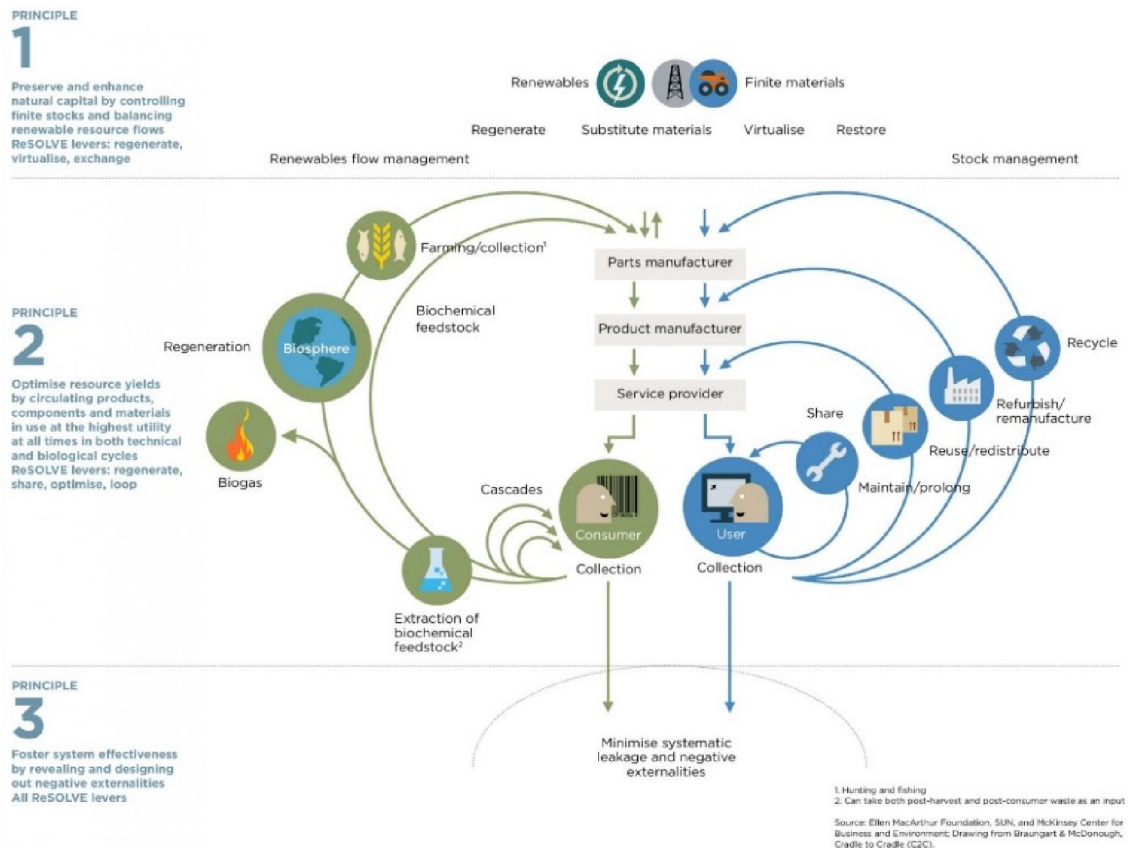 PRINCIPLE
1
Preserve and enhance
natural capital by controlling
finite stocks and balancing
renewable resource flows
ReSOLVE levers: regenerate,
virtualise, exchange
Renewables
Finite materials
Regenerate
Substitute materials
Virtualise
Restore
Renewables flow management
Stock management
PRINCIPLE
2
Optimise resource yields
by circulating products,
components and materials
in use at the highest utility
at all times in both technical
and biological cycles
ReSOLVE levers: regenerate,
share, optimise, loop
Farming/collection¹
Biochemical
feedstock
Regeneration
Biosphere
Biogas
Cascades
Extraction of
biochemical
feedstock²
Parts manufacturer
Product manufacturer
Service provider
Consumer
Collection
User
Collection
Share
Maintain/prolong
Reuse/redistribute
Refurbish/
remanufacture
Recycle
PRINCIPLE
3
Foster system effectiveness
by revealing and designing
out negative externalities
All ReSOLVE levers
Minimise systematic
leakage and negative
externalities
1. Hunting and fishing
2. Can take both post-harvest and post-consumer waste as an input
Source: Ellen MacArthur Foundation, SUN, and McKinsey Center for
Business and Environment; Drawing from Braungart & McDonough,
Cradle to Cradle (C2C).